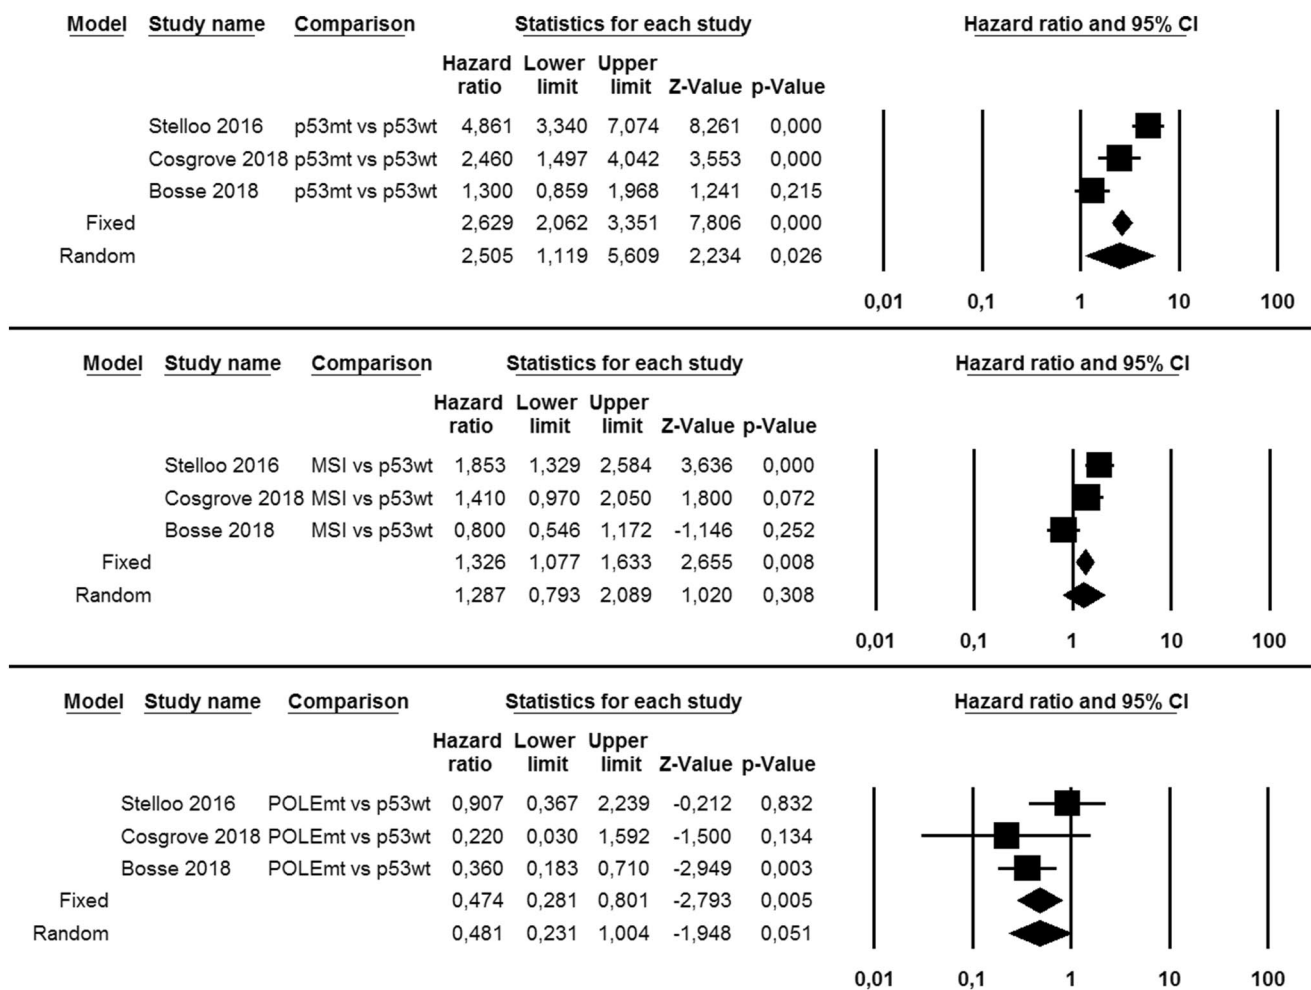 Model Study name Comparison Statistics for each study Hazard ratio and 95% CI
Hazard Lower Upper
ratio limit limit Z-Value p-Value
Stelloo 2016 p53mt vs p53wt 4,861 3,340 7,074 8,261 0,000
Cosgrove 2018 p53mt vs p53wt 2,460 1,497 4,042 3,553 0,000
Bosse 2018 p53mt vs p53wt 1,300 0,859 1,968 1,241 0,215
Fixed 2,629 2,062 3,351 7,806 0,000
Random 2,505 1,119 5,609 2,234 0,026
0,01 0,1 1 10 100
Model Study name Comparison Statistics for each study Hazard ratio and 95% CI
Hazard Lower Upper
ratio limit limit Z-Value p-Value
Stelloo 2016 MSI vs p53wt 1,853 1,329 2,584 3,636 0,000
Cosgrove 2018 MSI vs p53wt 1,410 0,970 2,050 1,800 0,072
Bosse 2018 MSI vs p53wt 0,800 0,546 1,172 -1,146 0,252
Fixed 1,326 1,077 1,633 2,655 0,008
Random 1,287 0,793 2,089 1,020 0,308
0,01 0,1 1 10 100
Model Study name Comparison Statistics for each study Hazard ratio and 95% CI
Hazard Lower Upper
ratio limit limit Z-Value p-Value
Stelloo 2016 POLEmt vs p53wt 0,907 0,367 2,239 -0,212 0,832
Cosgrove 2018 POLEmt vs p53wt 0,220 0,030 1,592 -1,500 0,134
Bosse 2018 POLEmt vs p53wt 0,360 0,183 0,710 -2,949 0,003
Fixed 0,474 0,281 0,801 -2,793 0,005
Random 0,481 0,231 1,004 -1,948 0,051
0,01 0,1 1 10 100